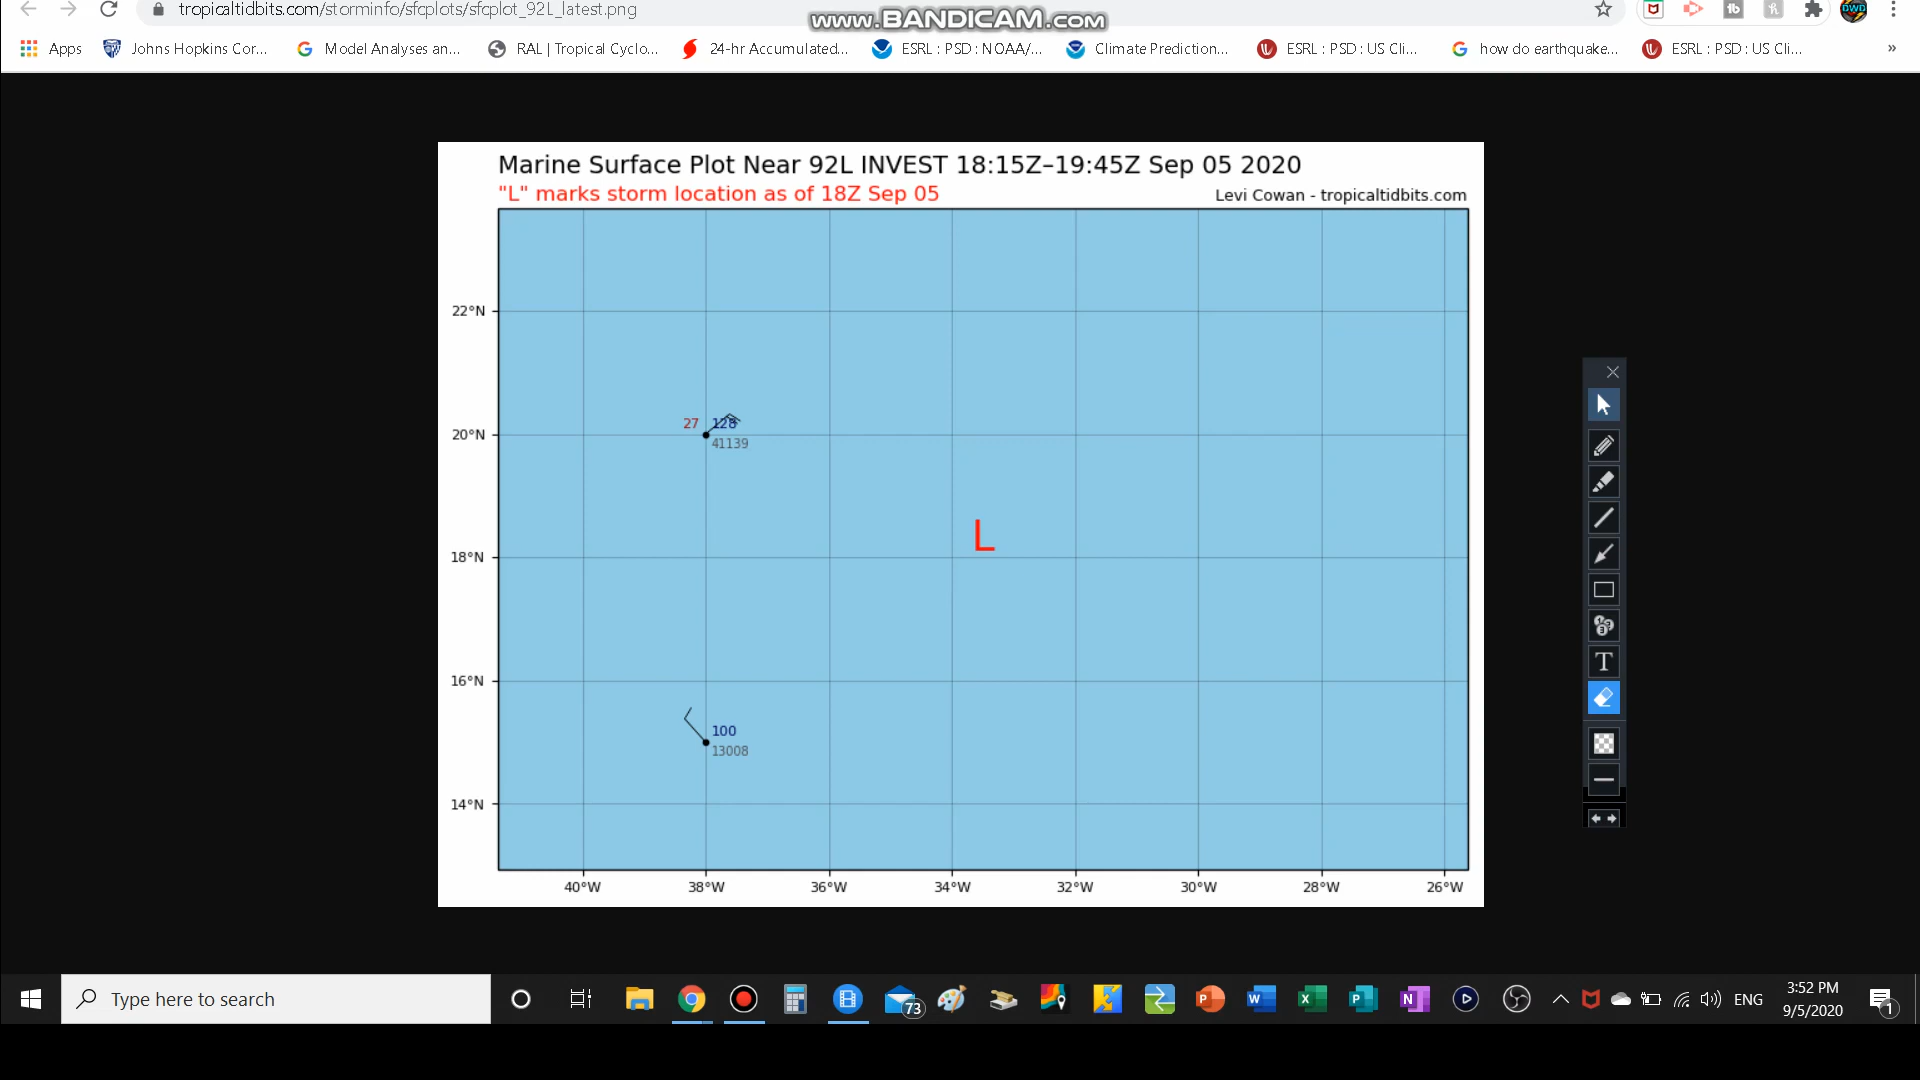 tropicaltidbits.com/storminfo/sfcplots/sfcplot_92L_latest.png
www.BANDICAM.com
Apps
Johns Hopkins Cor...
Model Analyses an...
RAL | Tropical Cyclo...
24-hr Accumulated...
ESRL : PSD : NOAA/...
Climate Prediction...
ESRL : PSD : US Cli...
how do earthquake...
ESRL : PSD : US Cli...
»
Marine Surface Plot Near 92L INVEST 18:15Z–19:45Z Sep 05 2020
"L" marks storm location as of 18Z Sep 05
Levi Cowan - tropicaltidbits.com
22°N
27 128
20°N
41139
L
18°N
16°N
100
13008
14°N
40°W 38°W 36°W 34°W 32°W 30°W 28°W 26°W
T
Type here to search
73
ENG
3:52 PM
9/5/2020
1